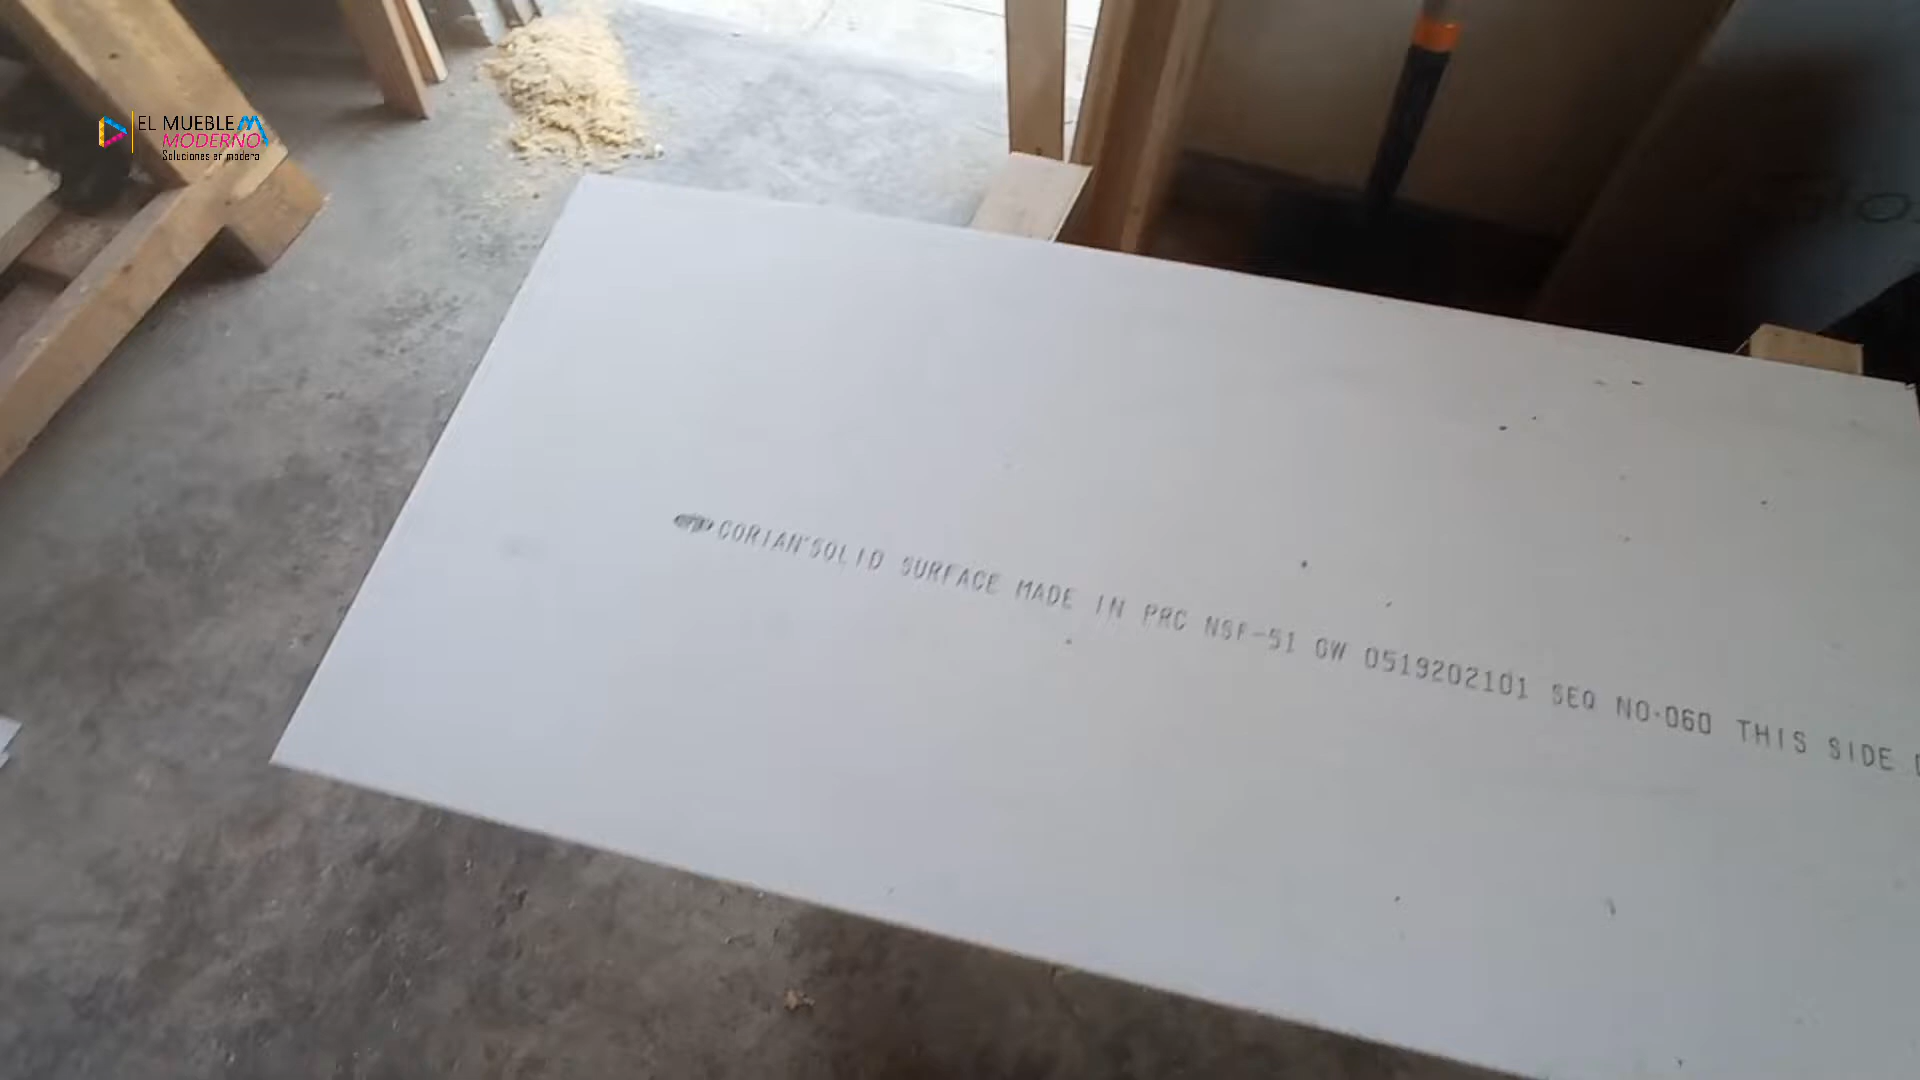 EL MUEBLE
MODERNO
Soluciones en madera
CORIAN® SOLID SURFACE MADE IN PRC NSF-51 GW 0519202101 SEQ NO.060 THIS SIDE